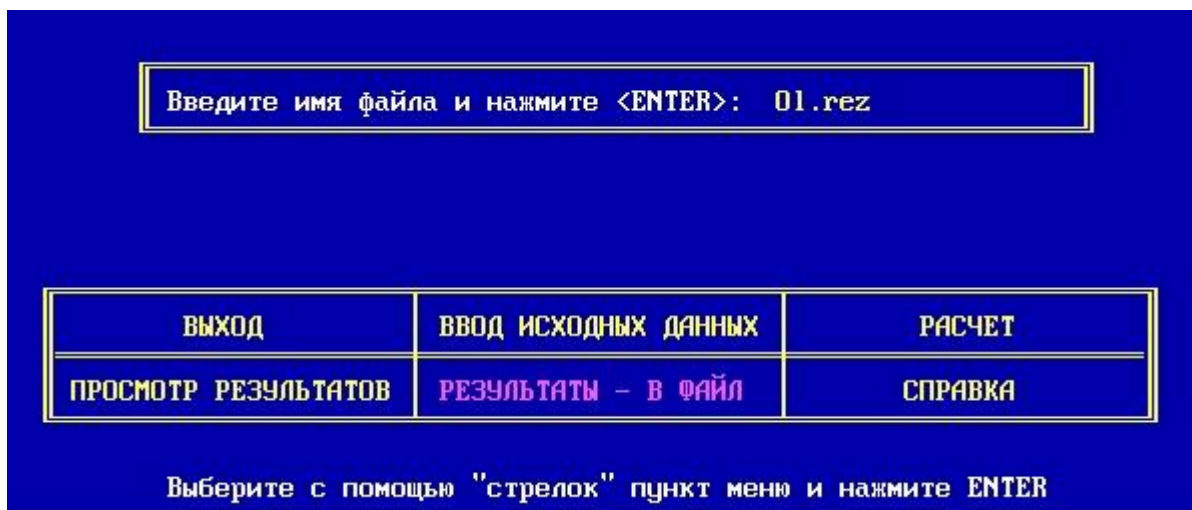 Введите имя файла и нажмите <ENTER>: 01.rez
ВЫХОД ВВОД ИСХОДНЫХ ДАННЫХ РАСЧЕТ
ПРОСМОТР РЕЗУЛЬТАТОВ РЕЗУЛЬТАТЫ - В ФАЙЛ СПРАВКА
Выберите с помощью "стрелок" пункт меню и нажмите ENTER